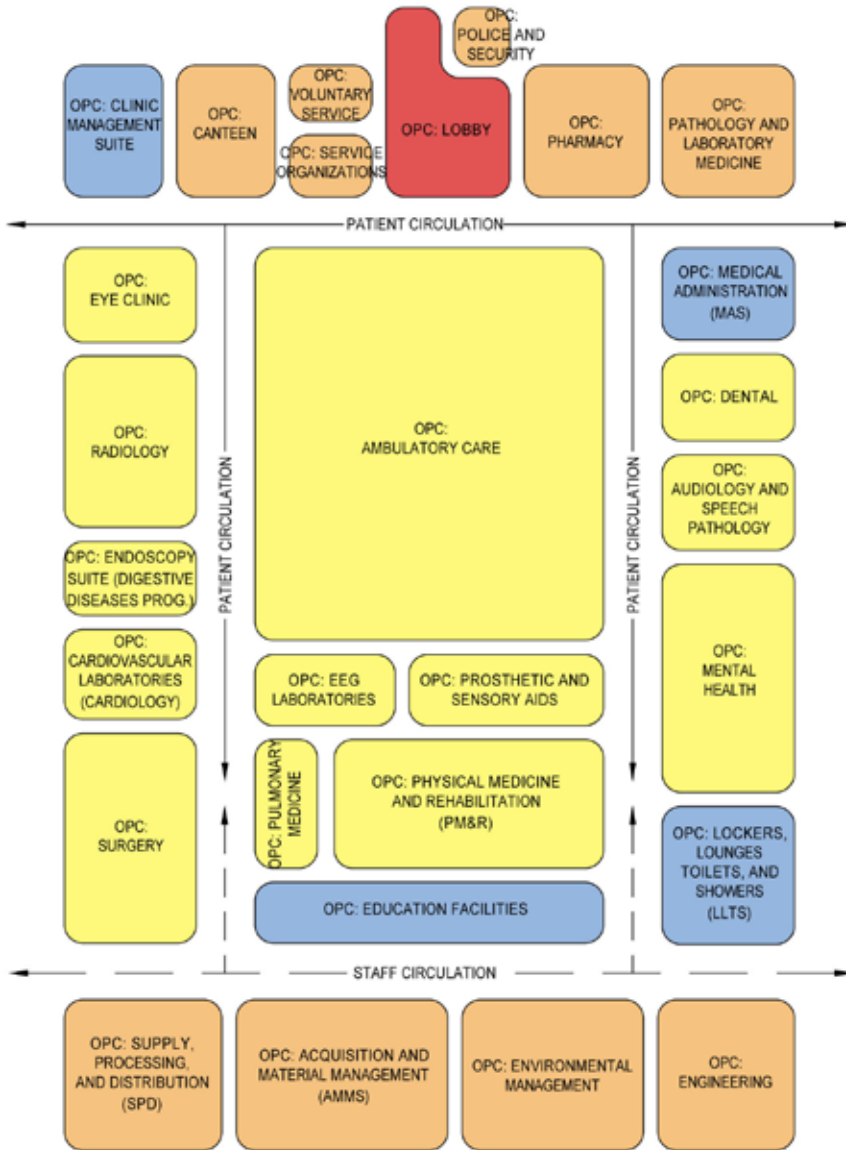 OPC:
POLICE AND
SECURITY
OPC: CLINIC
MANAGEMENT
SUITE
OPC:
CANTEEN
OPC:
VOLUNTARY
SERVICE
OPC: SERVICE
ORGANIZATIONS
OPC: LOBBY
OPC:
PHARMACY
OPC:
PATHOLOGY AND
LABORATORY
MEDICINE
PATIENT CIRCULATION
OPC:
EYE CLINIC
OPC:
RADIOLOGY
OPC: ENDOSCOPY
SUITE (DIGESTIVE
DISEASES PROG.)
OPC:
CARDIOVASCULAR
LABORATORIES
(CARDIOLOGY)
OPC:
SURGERY
PATIENT CIRCULATION
OPC:
AMBULATORY CARE
OPC: EEG
LABORATORIES
OPC: PROSTHETIC AND
SENSORY AIDS
OPC: PULMONARY
MEDICINE
OPC: PHYSICAL MEDICINE
AND REHABILITATION
(PM&R)
OPC: EDUCATION FACILITIES
PATIENT CIRCULATION
OPC: MEDICAL
ADMINISTRATION
(MAS)
OPC: DENTAL
OPC:
AUDIOLOGY AND
SPEECH
PATHOLOGY
OPC:
MENTAL
HEALTH
OPC: LOCKERS,
LOUNGES
TOILETS, AND
SHOWERS
(LLTS)
STAFF CIRCULATION
OPC: SUPPLY,
PROCESSING,
AND DISTRIBUTION
(SPD)
OPC: ACQUISITION AND
MATERIAL MANAGEMENT
(AMMS)
OPC: ENVIRONMENTAL
MANAGEMENT
OPC:
ENGINEERING